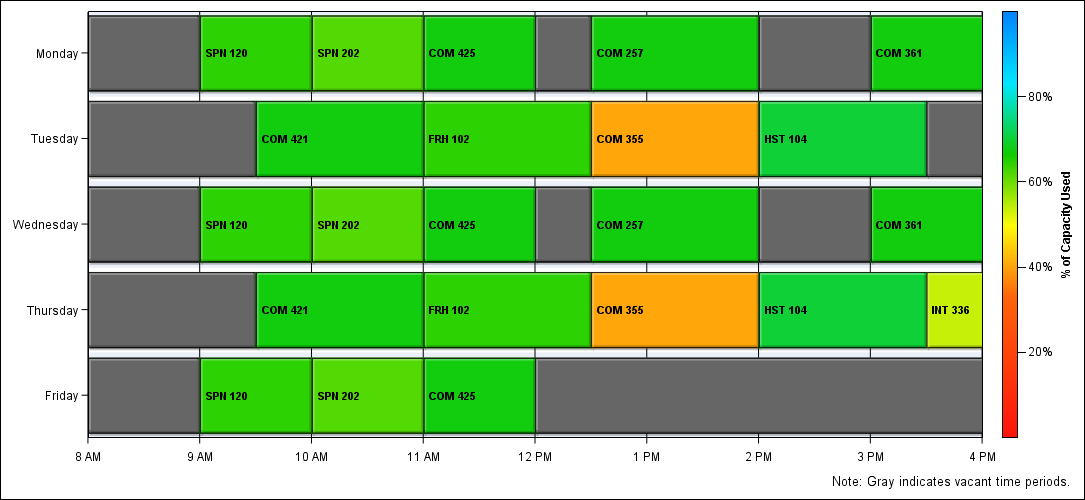 Monday SPN 120 SPN 202 COM 425 COM 257 COM 361
Tuesday COM 421 FRH 102 COM 355 HST 104
Wednesday SPN 120 SPN 202 COM 425 COM 257 COM 361
Thursday COM 421 FRH 102 COM 355 HST 104 INT 336
Friday SPN 120 SPN 202 COM 425
8 AM 9 AM 10 AM 11 AM 12 PM 1 PM 2 PM 3 PM 4 PM
80%
60%
40%
20%
% of Capacity Used
Note: Gray indicates vacant time periods.